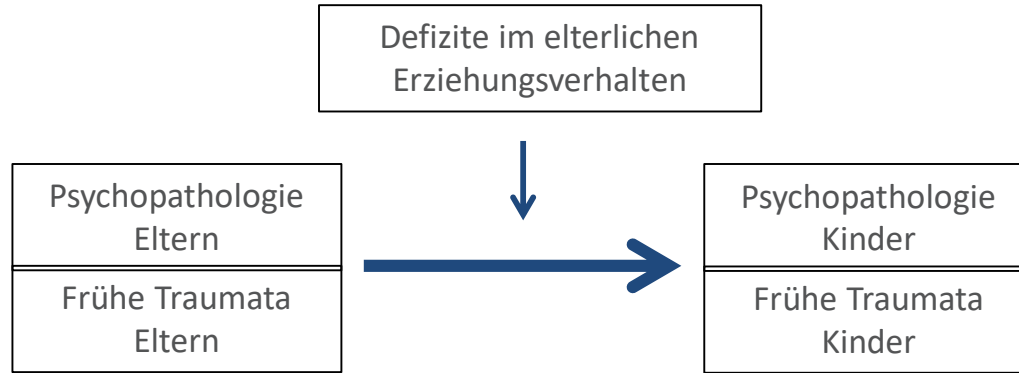 Defizite im elterlichen
Erziehungsverhalten
Psychopathologie
Eltern
Frühe Traumata
Eltern
Psychopathologie
Kinder
Frühe Traumata
Kinder